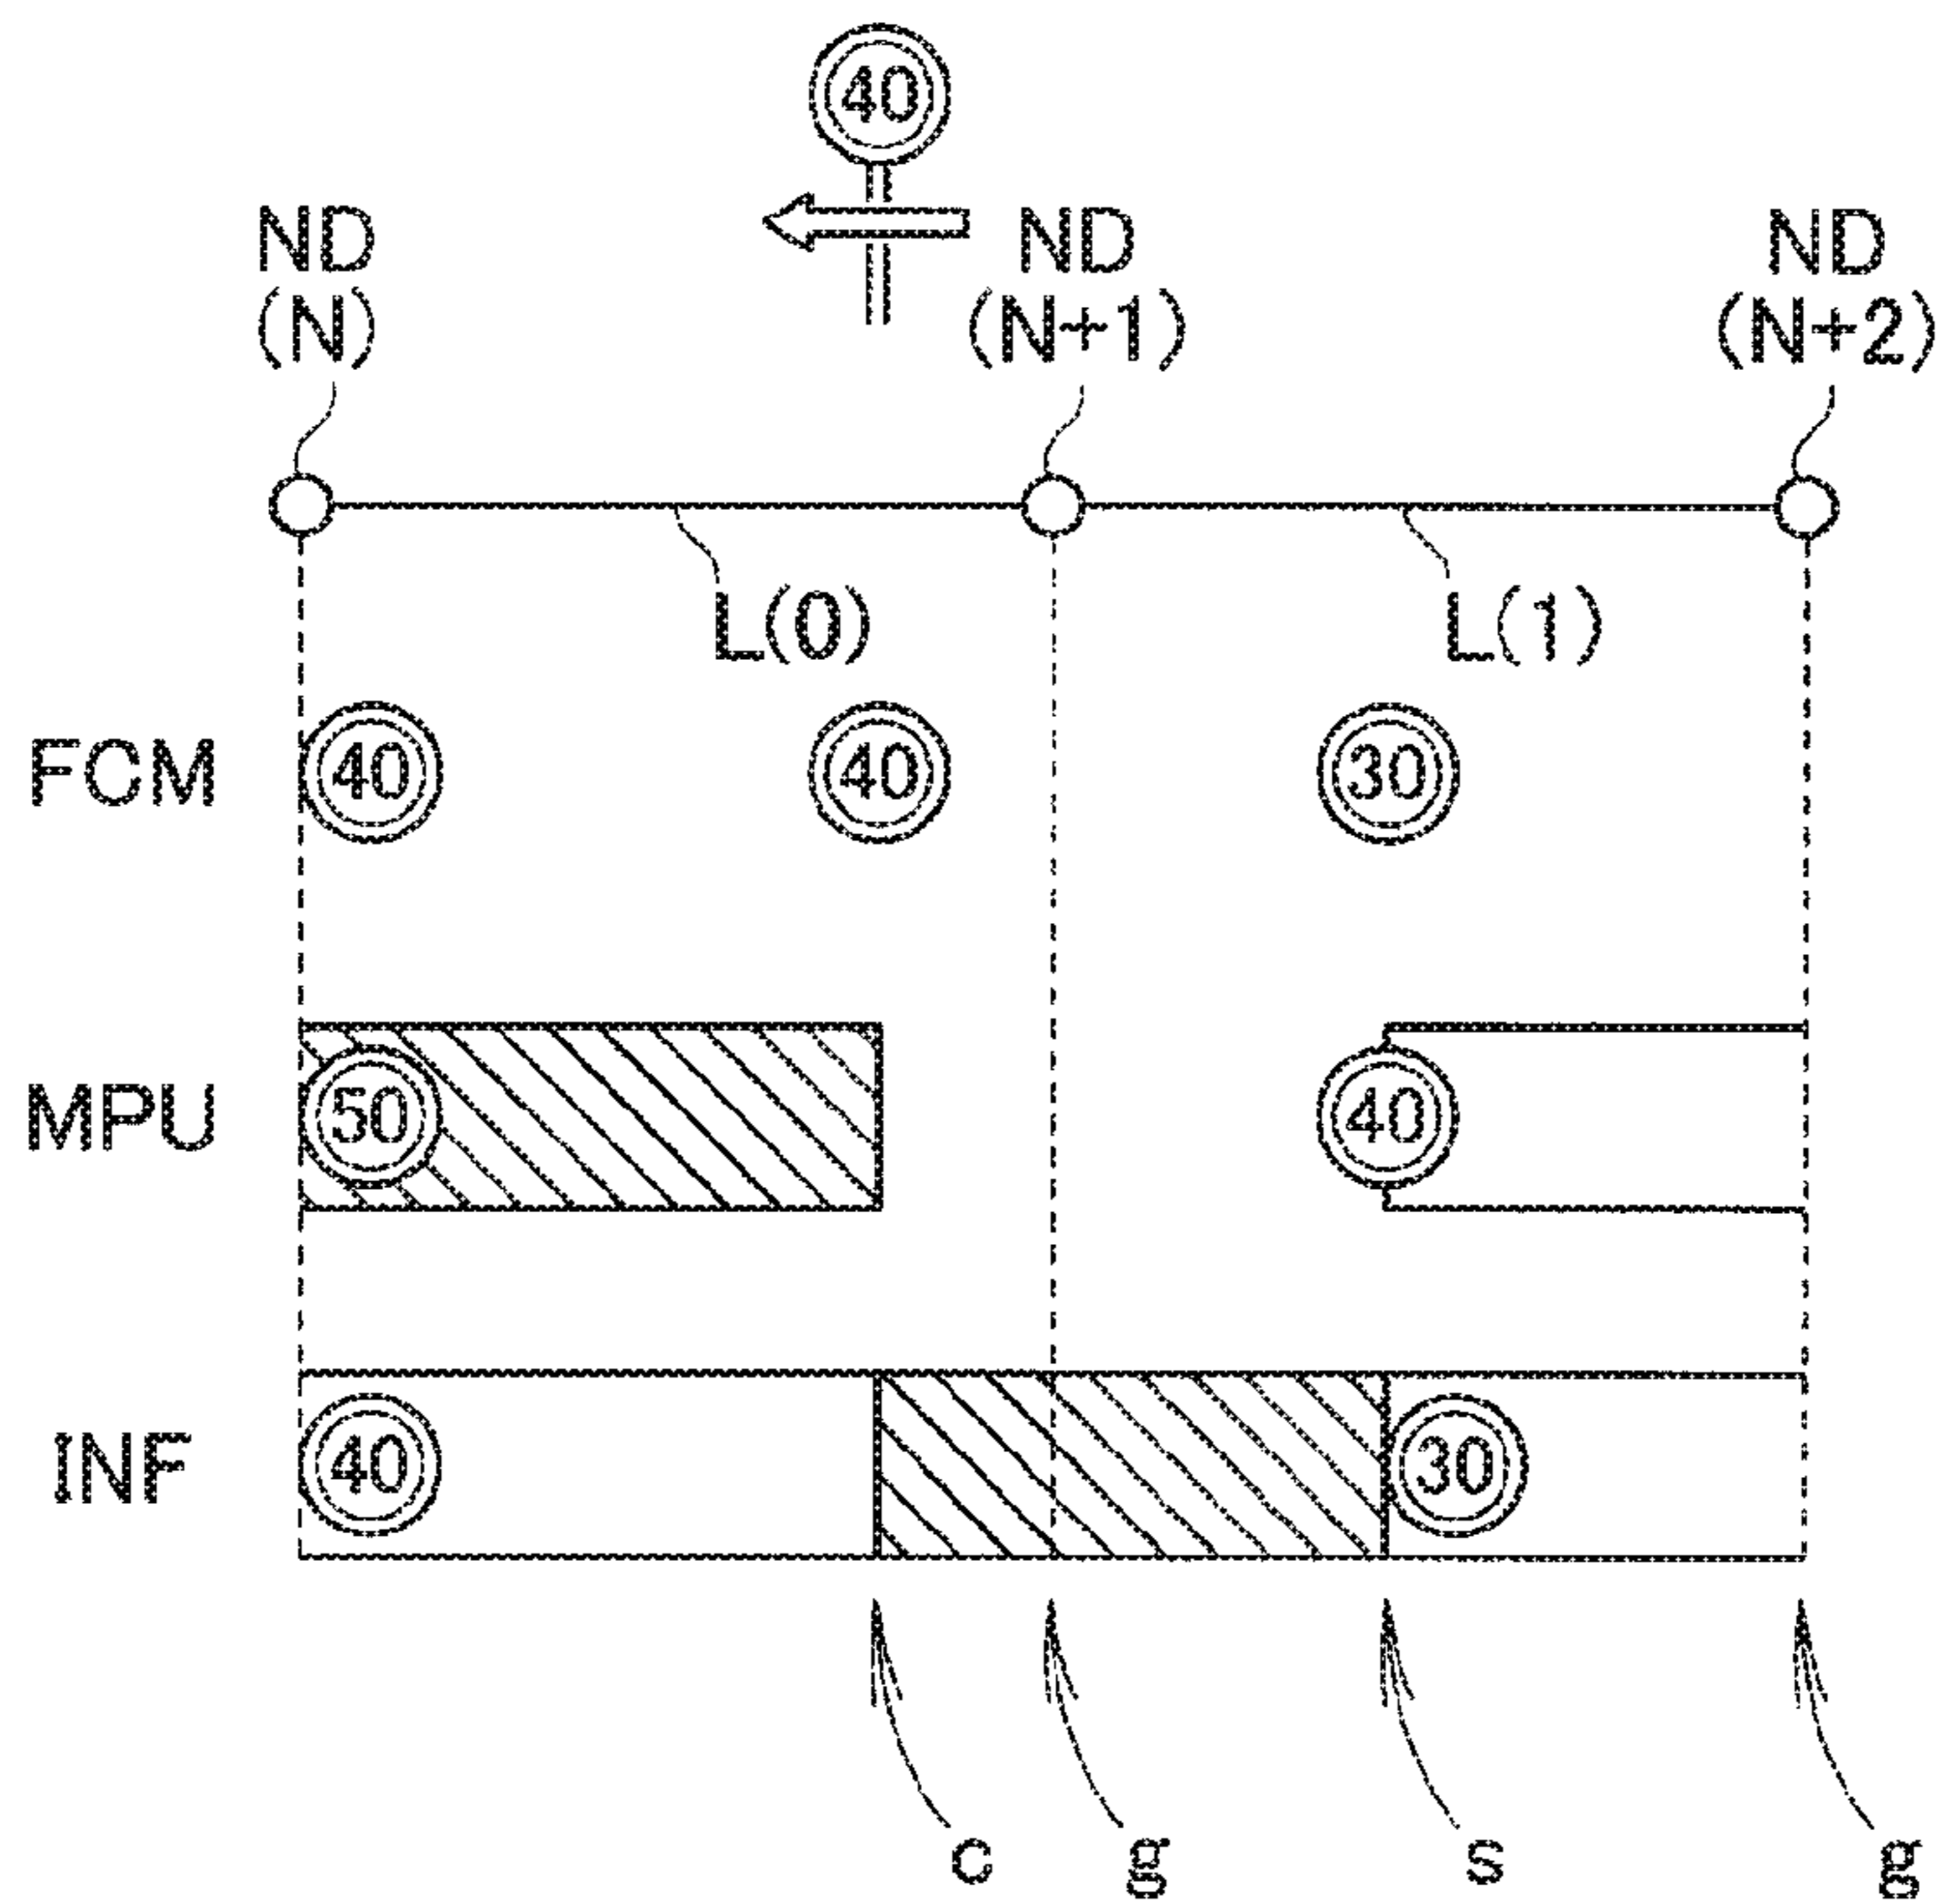 40
ND ND ND
(N) (N+1) (N+2)
L(0) L(1)
FCM 40 40 30
MPU 50 40
INF 40 30
c g s g